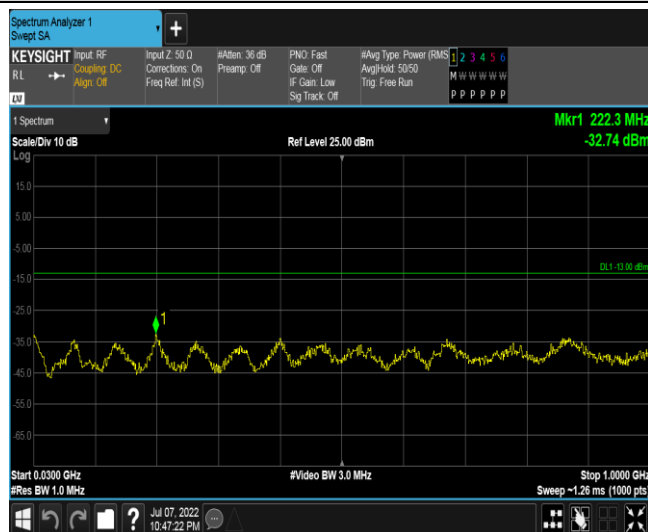 Spectrum Analyzer 1
Swept SA
+
KEYSIGHT
RL
LXI
Input: RF
Coupling: DC
Align: Off
Input Z: 50 Ω
Corrections: On
Freq Ref: Int (S)
#Atten: 36 dB
Preamp: Off
PNO: Fast
Gate: Off
IF Gain: Low
Sig Track: Off
#Avg Type: Power (RMS
Avg|Hold: 50/50
Trig: Free Run
1 2 3 4 5 6
M W W W W W
P P P P P P
1 Spectrum
Mkr1 222.3 MHz
Scale/Div 10 dB
Ref Level 25.00 dBm
-32.74 dBm
Log
15.0
5.00
-5.00
DL1 -13.00 dBm
-15.0
-25.0
1
-35.0
-45.0
-55.0
-65.0
Start 0.0300 GHz
#Video BW 3.0 MHz
Stop 1.0000 GHz
#Res BW 1.0 MHz
Sweep ~1.26 ms (1000 pts)
?
Jul 07, 2022
10:47:22 PM